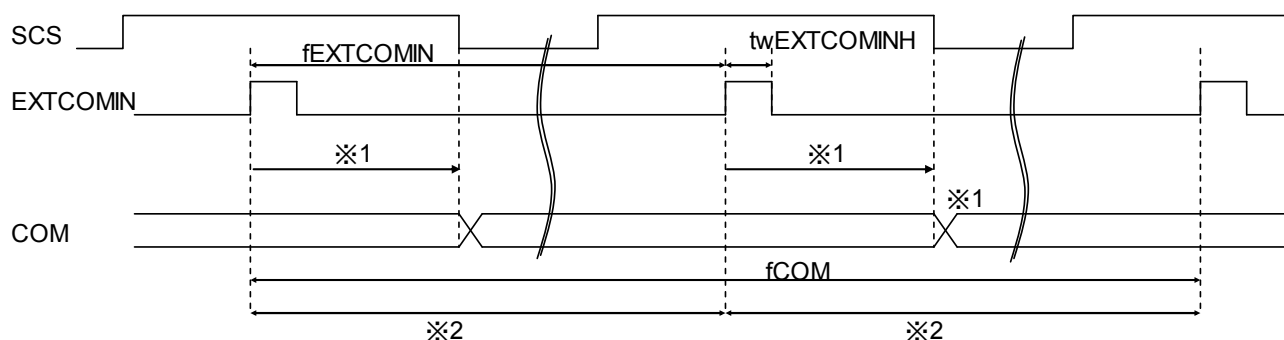 SCS
fEXTCOMIN
twEXTCOMINH
EXTCOMIN
※1
※1
※1
COM
fCOM
※2
※2